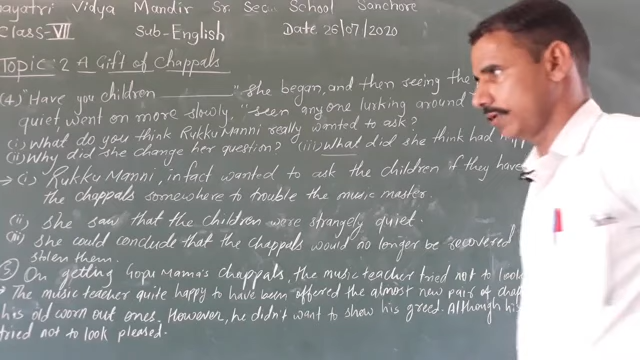 ayatri Vidya Mandir Sr. Sec. School Sanchore
Class-VII Sub-English Date 26/07/2020
Topic: 2 A Gift of Chappals
(4) "Have you children ______" she began, and then seeing the
quiet went on more slowly, "seen any one lurking around
(i) What do you think Rukku Manni really wanted to ask?
(ii) Why did she change her question? (iii) What did she think had
→ (i) Rukku Manni, infact wanted to ask the children if they have
the chappals somewhere to trouble the music master.
(ii) She saw that the children were strangely quiet.
(iii) She could conclude that the chappals would no longer be recovered
stolen them.
(5) On getting Gopu Mama's chappals, the music teacher tried not to look
→ The music teacher quite happy to have been offered the almost new pair of
his old worn out ones. However, he didn't want to show his greed. Although his
tried not to look pleased.